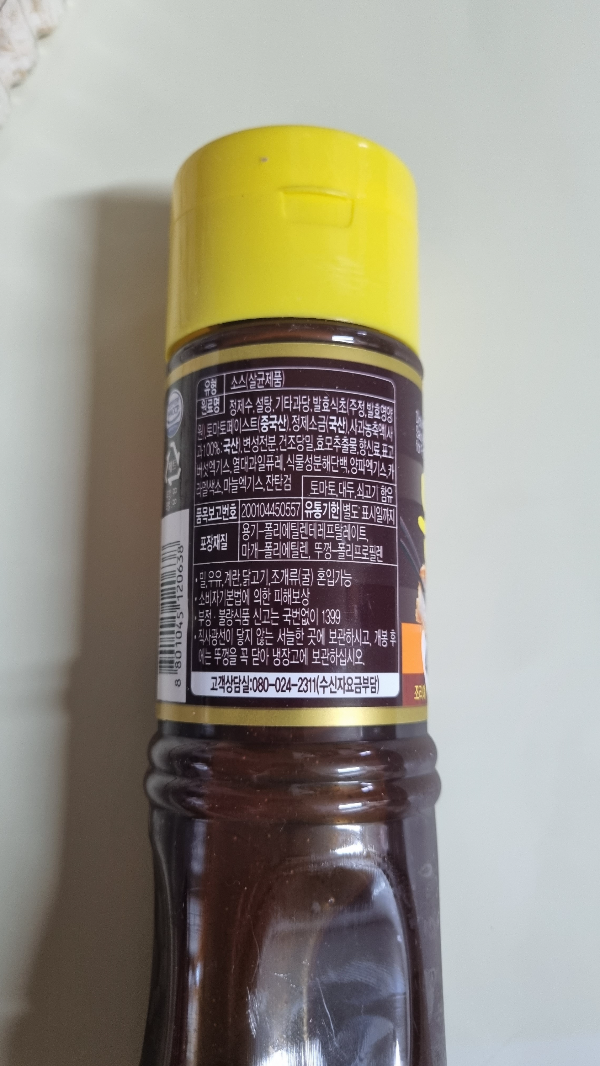 유형 소스(살균제품)
원료명 정제수,설탕,기타과당,발효식초[주정,발효영양
원],토마토페이스트(중국산),정제소금(국산),사과농축액(사
과100%:국산),변성전분,건조당밀,효모추출물,향신료,표고
버섯엑기스,열대과일퓨레,식물성분해단백,양파엑기스,카
라멜색소,마늘엑기스,잔탄검 토마토,대두,쇠고기 함유
품목보고번호 200104450557 유통기한 별도 표시일까지
포장재질 용기-폴리에틸렌테레프탈레이트,
마개-폴리에틸렌, 뚜껑-폴리프로필렌
• 밀,우유,계란,닭고기,조개류(굴) 혼입가능
• 소비자기본법에 의한 피해보상
• 부정·불량식품 신고는 국번없이 1399
• 직사광선이 닿지 않는 서늘한 곳에 보관하시고, 개봉 후
에는 뚜껑을 꼭 닫아 냉장고에 보관하십시오.
고객상담실:080-024-2311(수신자요금부담)
8 801045 120638